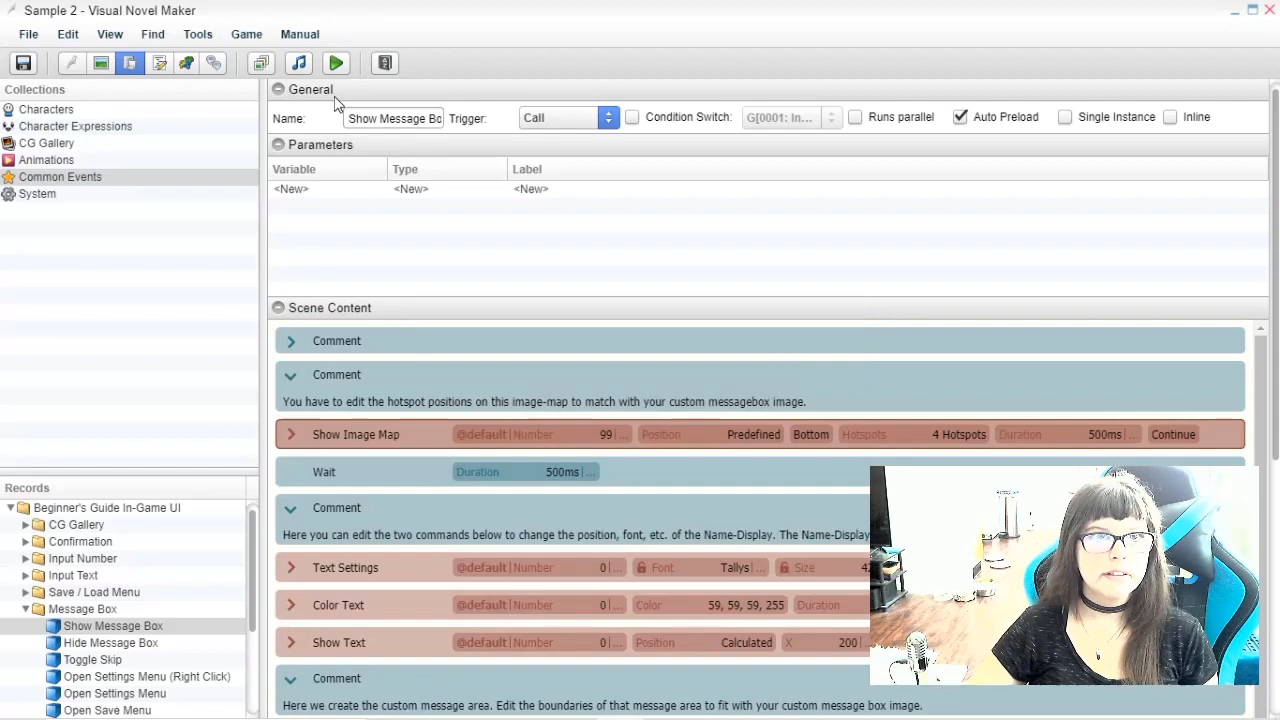 Sample 2 - Visual Novel Maker
File Edit View Find Tools Game Manual
Collections
Characters
Character Expressions
CG Gallery
Animations
Common Events
System
Records
Beginner's Guide In-Game UI
CG Gallery
Confirmation
Input Number
Input Text
Save / Load Menu
Message Box
Show Message Box
Hide Message Box
Toggle Skip
Open Settings Menu (Right Click)
Open Settings Menu
Open Save Menu
General
Name: Show Message Bo Trigger: Call Condition Switch: G[0001: In... Runs parallel Auto Preload Single Instance Inline
Parameters
Variable Type Label
<New> <New> <New>
Scene Content
Comment
Comment
You have to edit the hotspot positions on this image-map to match with your custom messagebox image.
Show Image Map @default|Number 99|... Position Predefined Bottom Hotspots 4 Hotspots Duration 500ms|... Continue
Wait Duration 500ms|...
Comment
Here you can edit the two commands below to change the position, font, etc. of the Name-Display. The Name-Display
Text Settings @default|Number 0|... Font Tallys|... Size 42
Color Text @default|Number 0|... Color 59, 59, 59, 255 Duration
Show Text @default|Number 0|... Position Calculated X 200|
Comment
Here we create the custom message area. Edit the boundaries of that message area to fit with your custom message box image.